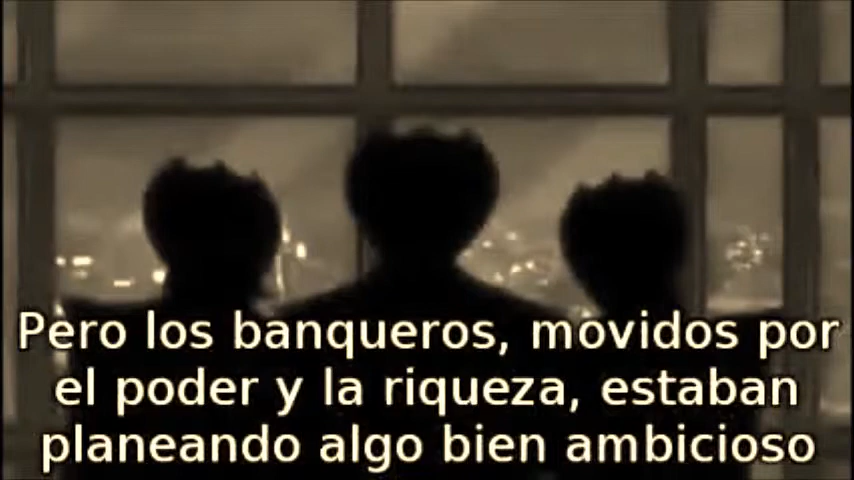 Pero los banqueros, movidos por
el poder y la riqueza, estaban
planeando algo bien ambicioso